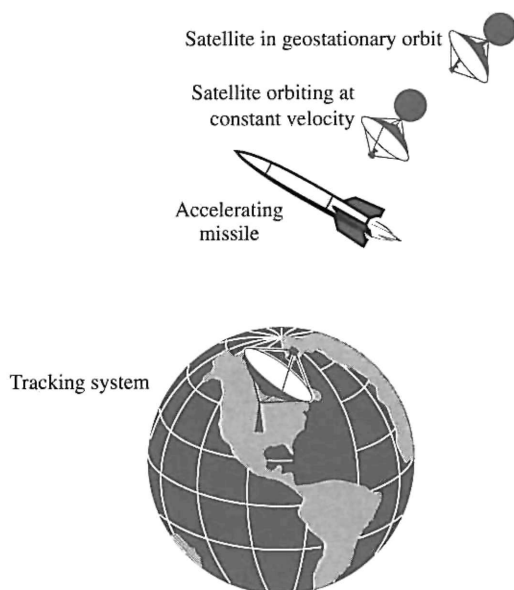 Satellite in geostationary orbit
Satellite orbiting at
constant velocity
Accelerating
missile
Tracking system